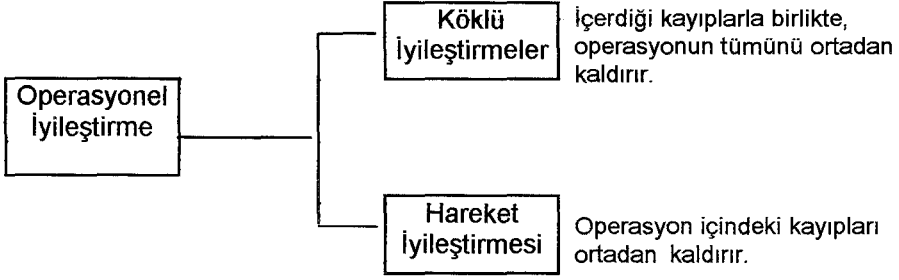 Köklü
İyileştirmeler
İçerdiği kayıplarla birlikte,
operasyonun tümünü ortadan
kaldırır.
Operasyonel
İyileştirme
Hareket
İyileştirmesi
Operasyon içindeki kayıpları
ortadan kaldırır.